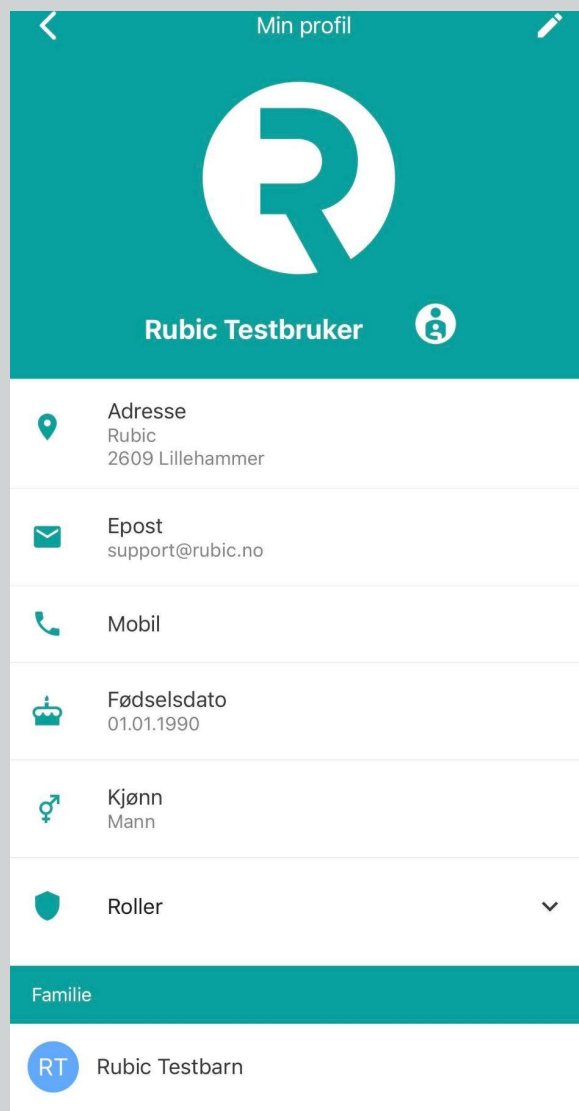 Min profil
R
Rubic Testbruker
Adresse
Rubic
2609 Lillehammer
Epost
support@rubic.no
Mobil
Fødselsdato
01.01.1990
Kjønn
Mann
Roller
Familie
RT
Rubic Testbarn